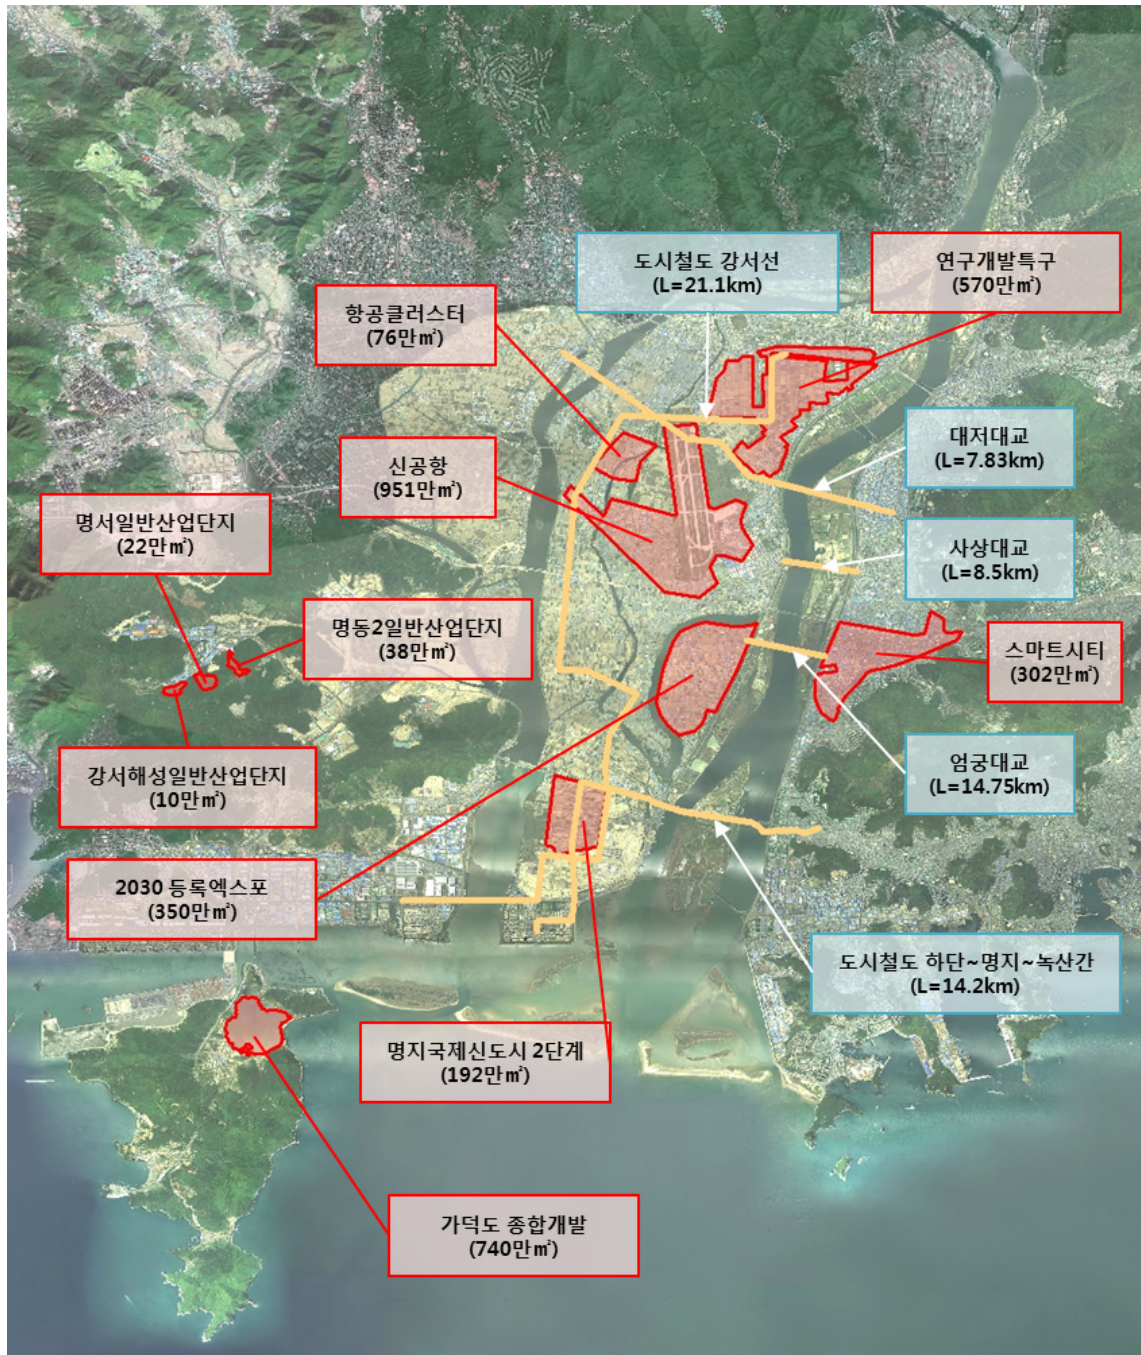 도시철도 강서선
(L=21.1km)
연구개발특구
(570만㎡)
항공클러스터
(76만㎡)
대저대교
(L=7.83km)
신공항
(951만㎡)
명서일반산업단지
(22만㎡)
사상대교
(L=8.5km)
명동2일반산업단지
(38만㎡)
스마트시티
(302만㎡)
강서해성일반산업단지
(10만㎡)
엄궁대교
(L=14.75km)
2030 등록엑스포
(350만㎡)
도시철도 하단~명지~녹산간
(L=14.2km)
명지국제신도시 2단계
(192만㎡)
가덕도 종합개발
(740만㎡)